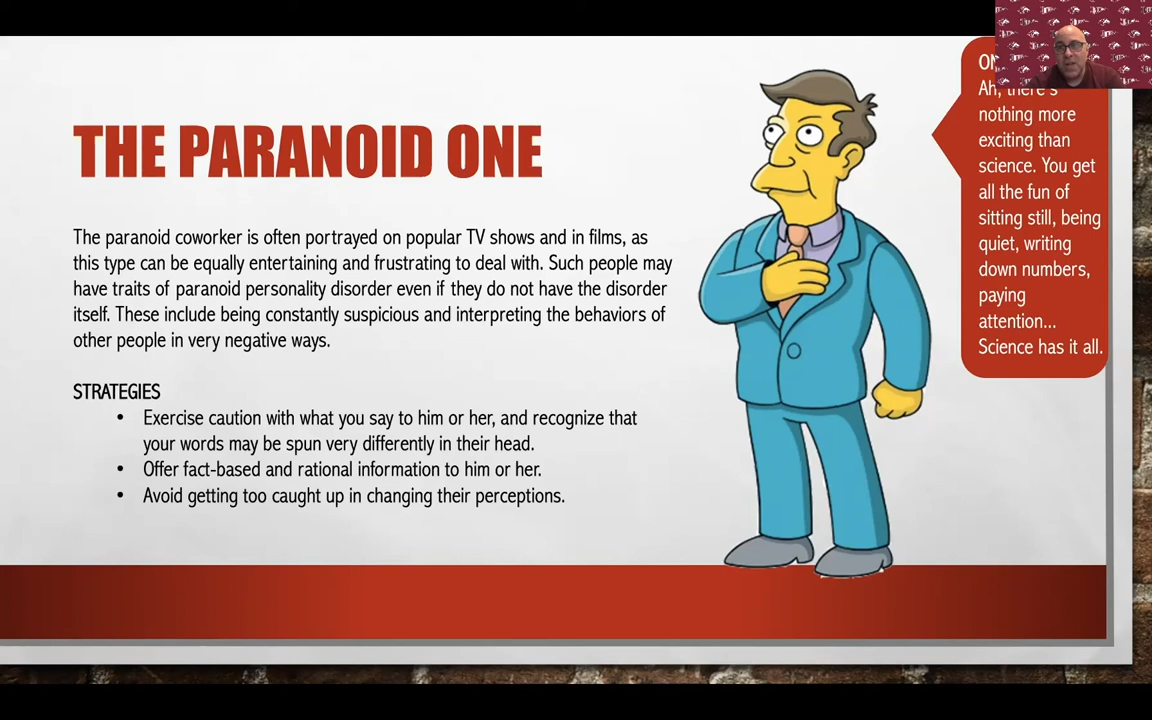 THE PARANOID ONE
The paranoid coworker is often portrayed on popular TV shows and in films, as
this type can be equally entertaining and frustrating to deal with. Such people may
have traits of paranoid personality disorder even if they do not have the disorder
itself. These include being constantly suspicious and interpreting the behaviors of
other people in very negative ways.
STRATEGIES
• Exercise caution with what you say to him or her, and recognize that
your words may be spun very differently in their head.
• Offer fact-based and rational information to him or her.
• Avoid getting too caught up in changing their perceptions.
Ah, there's
nothing more
exciting than
science. You get
all the fun of
sitting still, being
quiet, writing
down numbers,
paying
attention...
Science has it all.